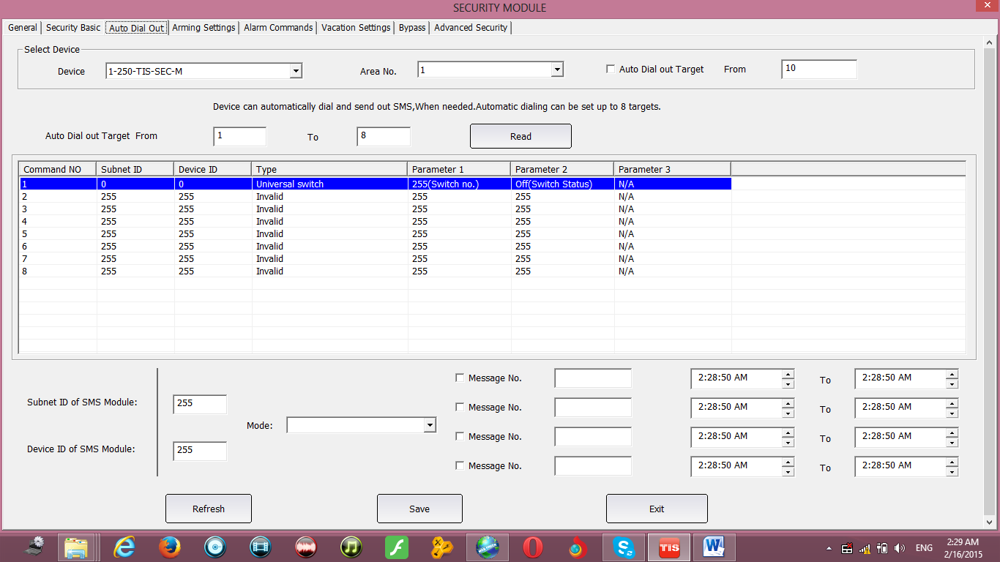 SECURITY MODULE
General Security Basic Auto Dial Out Arming Settings Alarm Commands Vacation Settings Bypass Advanced Security
Select Device
Device 1-250-TIS-SEC-M Area No. 1 Auto Dial out Target From 10
Device can automatically dial and send out SMS,When needed.Automatic dialing can be set up to 8 targets.
Auto Dial out Target From 1 To 8 Read
Command NO Subnet ID Device ID Type Parameter 1 Parameter 2 Parameter 3
1 0 0 Universal switch 255(Switch no.) Off(Switch Status) N/A
2 255 255 Invalid 255 255 N/A
3 255 255 Invalid 255 255 N/A
4 255 255 Invalid 255 255 N/A
5 255 255 Invalid 255 255 N/A
6 255 255 Invalid 255 255 N/A
7 255 255 Invalid 255 255 N/A
8 255 255 Invalid 255 255 N/A
Message No. 2:28:50 AM To 2:28:50 AM
Subnet ID of SMS Module: 255
Message No. 2:28:50 AM To 2:28:50 AM
Mode:
Message No. 2:28:50 AM To 2:28:50 AM
Device ID of SMS Module: 255
Message No. 2:28:50 AM To 2:28:50 AM
Refresh Save Exit
TIS ENG 2:29 AM
2/16/2015